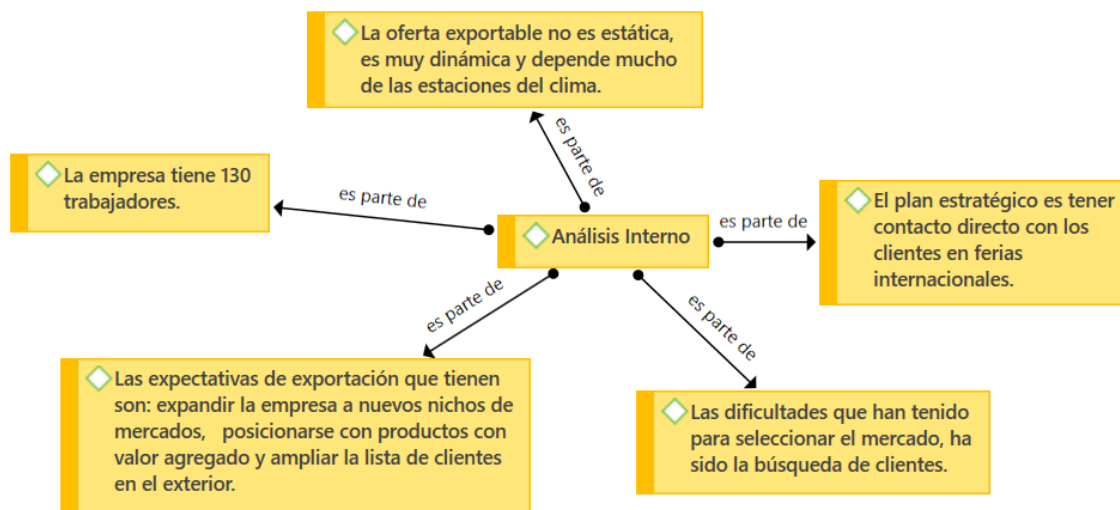 La oferta exportable no es estática,
es muy dinámica y depende mucho
de las estaciones del clima.
La empresa tiene 130
trabajadores.
es parte de
es parte de
Análisis Interno
es parte de
El plan estratégico es tener
contacto directo con los
clientes en ferias
internacionales.
es parte de
es parte de
Las expectativas de exportación que tienen
son: expandir la empresa a nuevos nichos de
mercados, posicionarse con productos con
valor agregado y ampliar la lista de clientes
en el exterior.
Las dificultades que han tenido
para seleccionar el mercado, ha
sido la búsqueda de clientes.